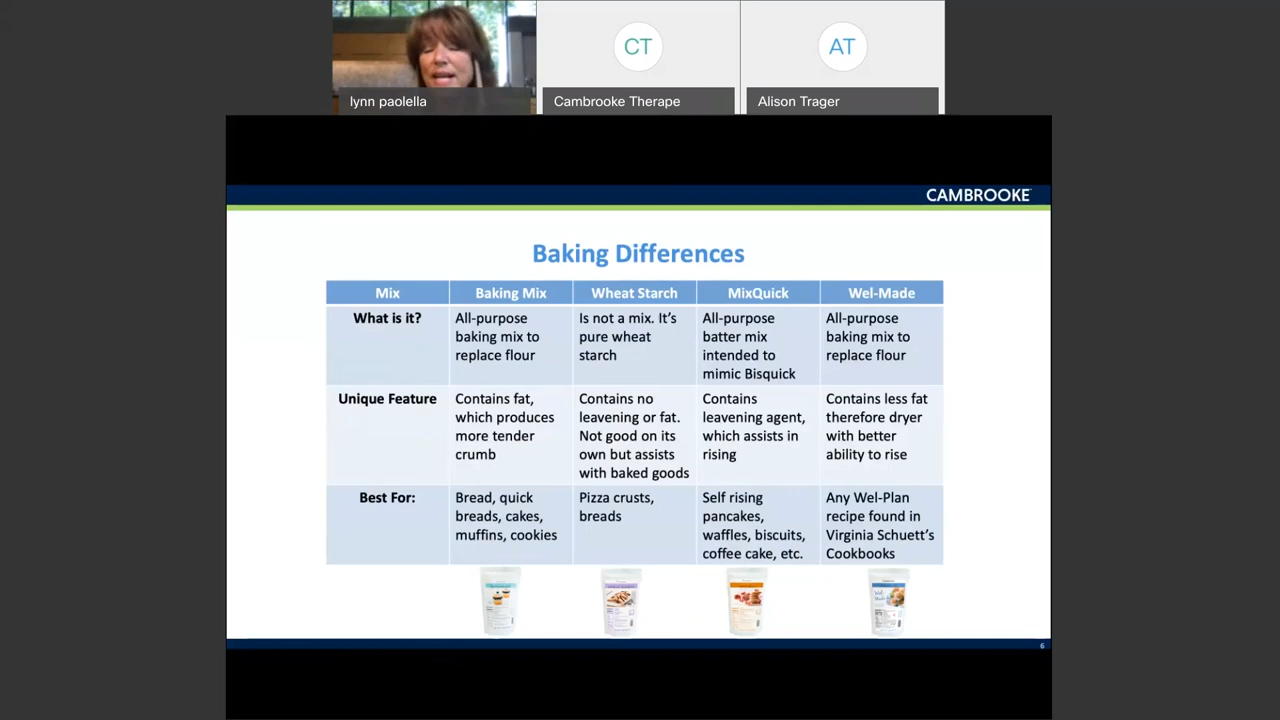 CT
AT
lynn paolella
Cambrooke Therape
Alison Trager
CAMBROOKE
Baking Differences
Mix
Baking Mix
Wheat Starch
MixQuick
Wel-Made
What is it?
All-purpose
baking mix to
replace flour
Is not a mix. It's
pure wheat
starch
All-purpose
batter mix
intended to
mimic Bisquick
All-purpose
baking mix to
replace flour
Unique Feature
Contains fat,
which produces
more tender
crumb
Contains no
leavening or fat.
Not good on its
own but assists
with baked goods
Contains
leavening agent,
which assists in
rising
Contains less fat
therefore dryer
with better
ability to rise
Best For:
Bread, quick
breads, cakes,
muffins, cookies
Pizza crusts,
breads
Self rising
pancakes,
waffles, biscuits,
coffee cake, etc.
Any Wel-Plan
recipe found in
Virginia Schuett's
Cookbooks
6